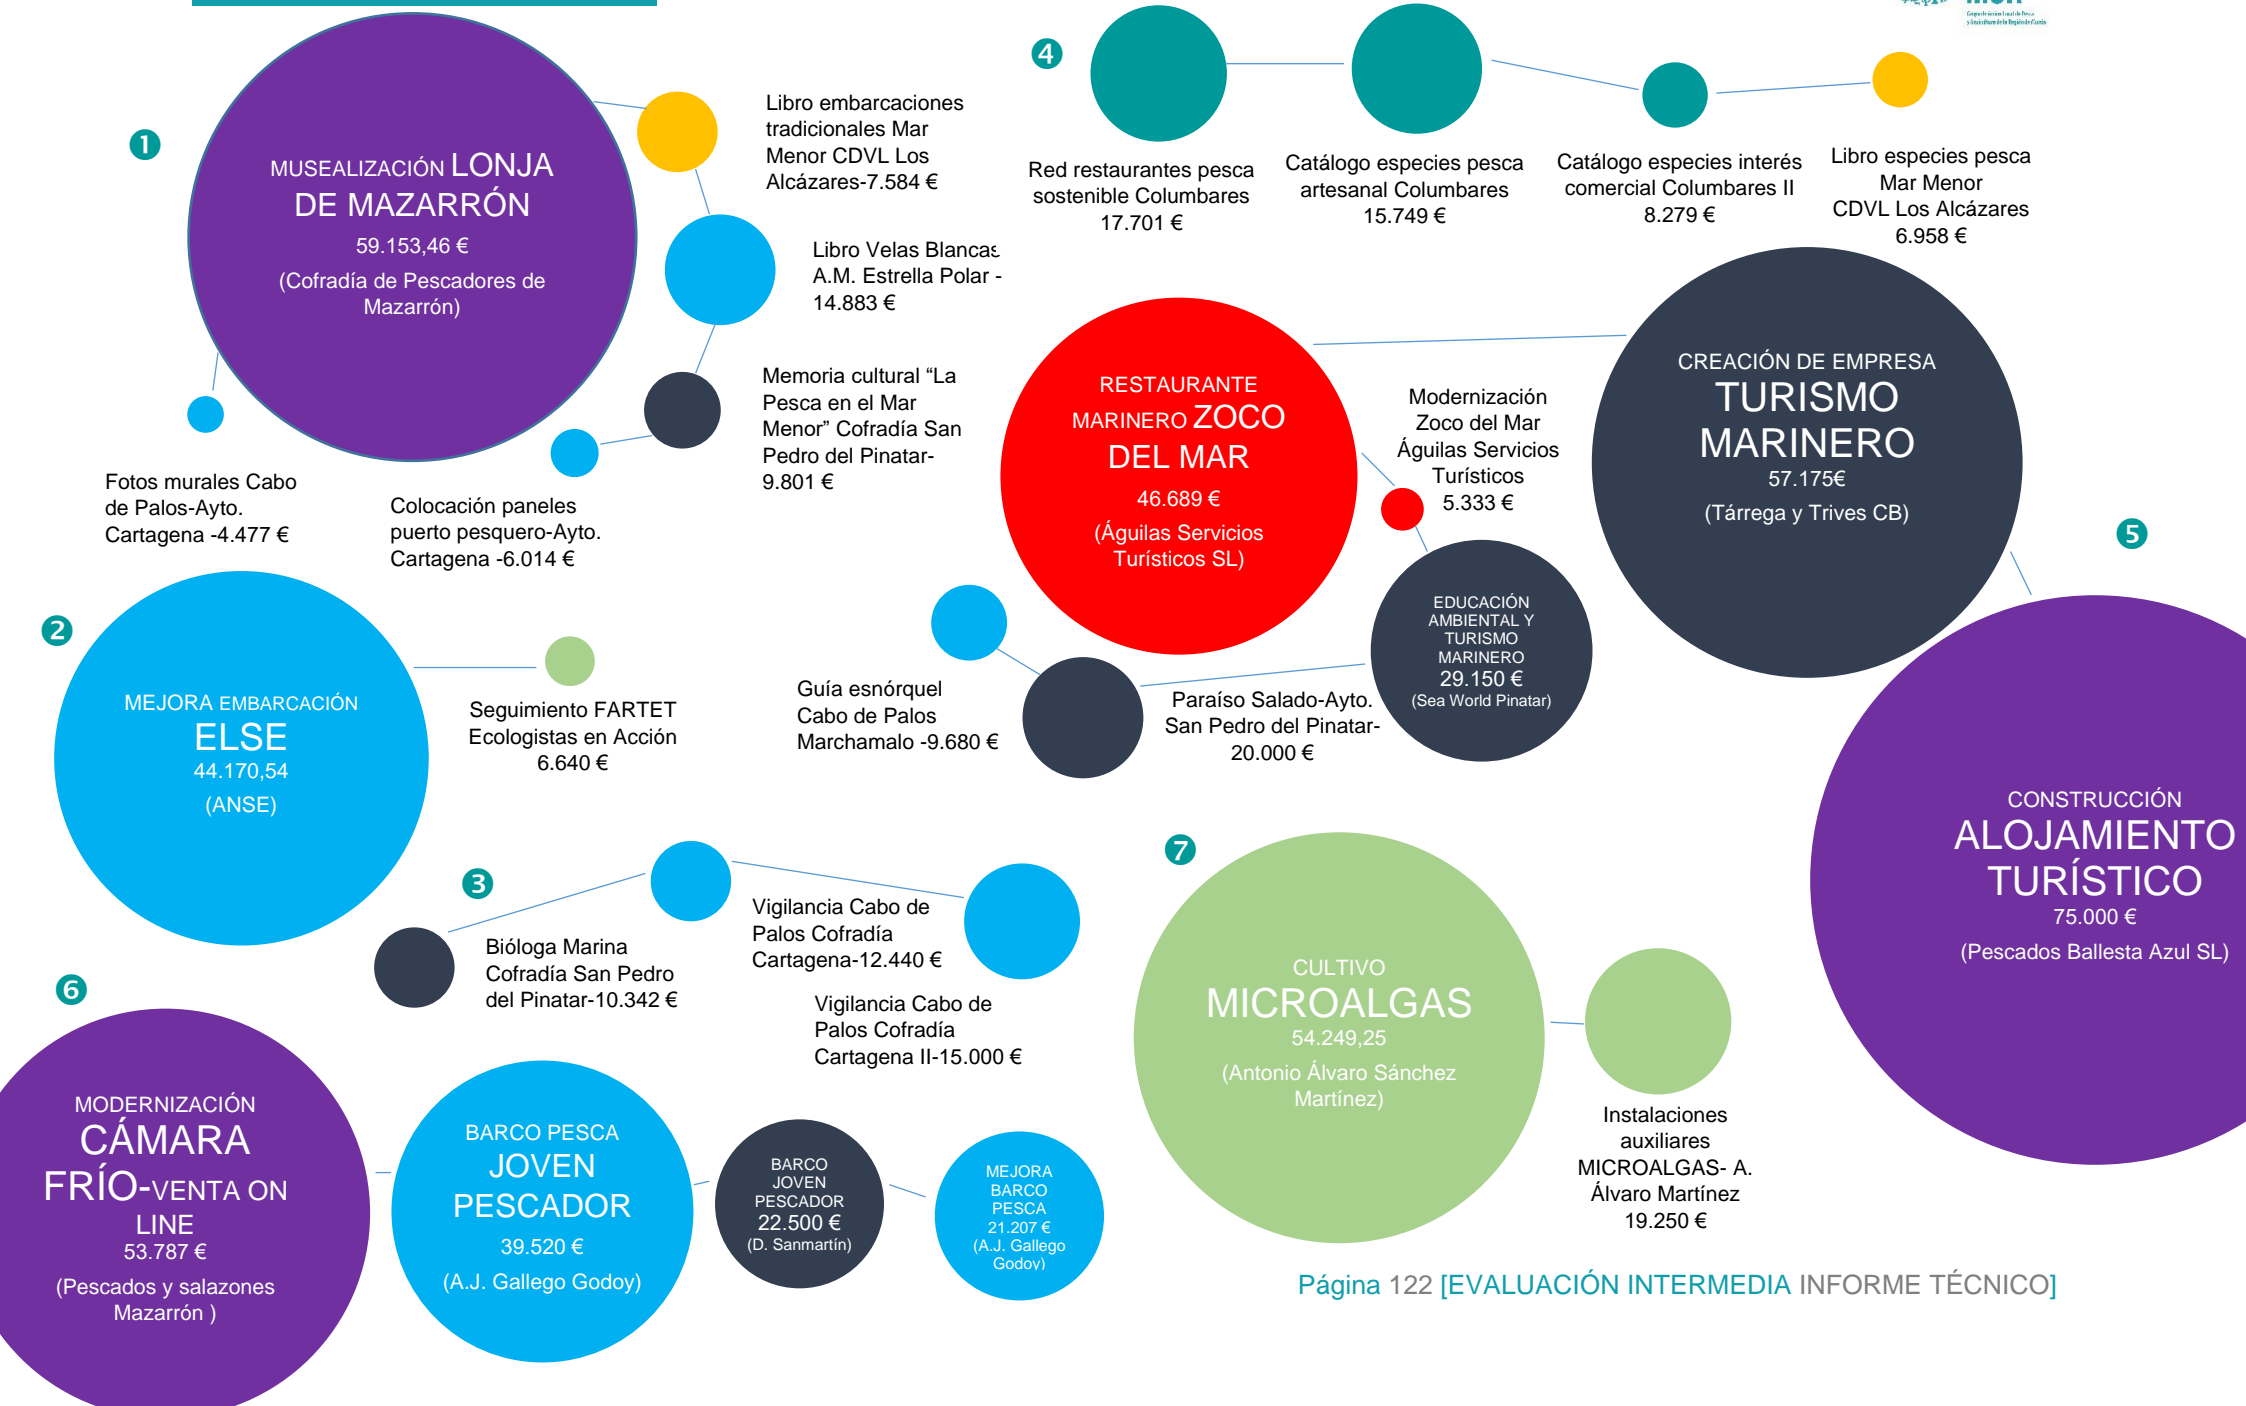 ❶
MUSEALIZACIÓN LONJA
DE MAZARRÓN
59.153,46 €
(Cofradía de Pescadores de
Mazarrón)
Libro embarcaciones
tradicionales Mar
Menor CDVL Los
Alcázares-7.584 €
Libro Velas Blancas
A.M. Estrella Polar -
14.883 €
Memoria cultural “La
Pesca en el Mar
Menor” Cofradía San
Pedro del Pinatar-
9.801 €
Fotos murales Cabo
de Palos-Ayto.
Cartagena -4.477 €
Colocación paneles
puerto pesquero-Ayto.
Cartagena -6.014 €
❹
Red restaurantes pesca
sostenible Columbares
17.701 €
Catálogo especies pesca
artesanal Columbares
15.749 €
Catálogo especies interés
comercial Columbares II
8.279 €
Libro especies pesca
Mar Menor
CDVL Los Alcázares
6.958 €
RESTAURANTE
MARINERO ZOCO
DEL MAR
46.689 €
(Águilas Servicios
Turísticos SL)
Modernización
Zoco del Mar
Águilas Servicios
Turísticos
5.333 €
CREACIÓN DE EMPRESA
TURISMO
MARINERO
57.175€
(Tárrega y Trives CB)
❺
EDUCACIÓN
AMBIENTAL Y
TURISMO
MARINERO
29.150 €
(Sea World Pinatar)
Guía esnórquel
Cabo de Palos
Marchamalo -9.680 €
Paraíso Salado-Ayto.
San Pedro del Pinatar-
20.000 €
CONSTRUCCIÓN
ALOJAMIENTO
TURÍSTICO
75.000 €
(Pescados Ballesta Azul SL)
❷
MEJORA EMBARCACIÓN
ELSE
44.170,54
(ANSE)
Seguimiento FARTET
Ecologistas en Acción
6.640 €
❸
Bióloga Marina
Cofradía San Pedro
del Pinatar-10.342 €
Vigilancia Cabo de
Palos Cofradía
Cartagena-12.440 €
Vigilancia Cabo de
Palos Cofradía
Cartagena II-15.000 €
❻
MODERNIZACIÓN
CÁMARA
FRÍO-VENTA ON
LINE
53.787 €
(Pescados y salazones
Mazarrón )
BARCO PESCA
JOVEN
PESCADOR
39.520 €
(A.J. Gallego Godoy)
BARCO
JOVEN
PESCADOR
22.500 €
(D. Sanmartín)
MEJORA
BARCO
PESCA
21.207 €
(A.J. Gallego
Godoy)
❼
CULTIVO
MICROALGAS
54.249,25
(Antonio Álvaro Sánchez
Martínez)
Instalaciones
auxiliares
MICROALGAS- A.
Álvaro Martínez
19.250 €
Página 122 [EVALUACIÓN INTERMEDIA INFORME TÉCNICO]